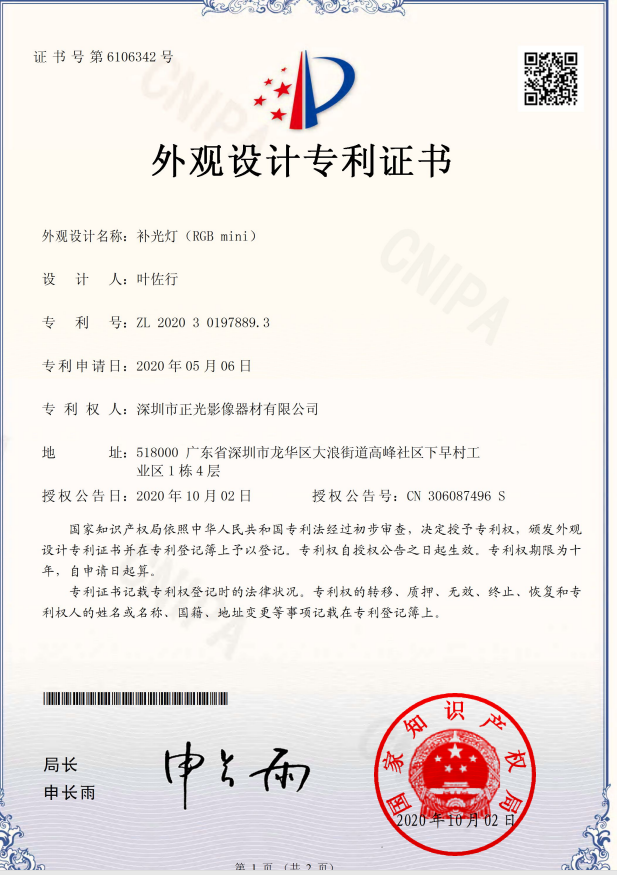 证书号第6106342号
外观设计专利证书
外观设计名称：补光灯（RGB mini）
设计人：叶佐行
专利号：ZL 2020 3 0197889.3
专利申请日：2020年05月06日
专利权人：深圳市正光影像器材有限公司
地址：518000 广东省深圳市龙华区大浪街道高峰社区下早村工
业区1栋4层
授权公告日：2020年10月02日 授权公告号：CN 306087496 S
国家知识产权局依照中华人民共和国专利法经过初步审查，决定授予专利权，颁发外观
设计专利证书并在专利登记簿上予以登记。专利权自授权公告之日起生效。专利权期限为十
年，自申请日起算。
专利证书记载专利权登记时的法律状况。专利权的转移、质押、无效、终止、恢复和专
利权人的姓名或名称、国籍、地址变更等事项记载在专利登记簿上。
局长
申长雨
申长雨
国家知识产权局
2020年10月02日
第 1 页 （共 2 页）
CNIPA
CNIPA
CNIPA